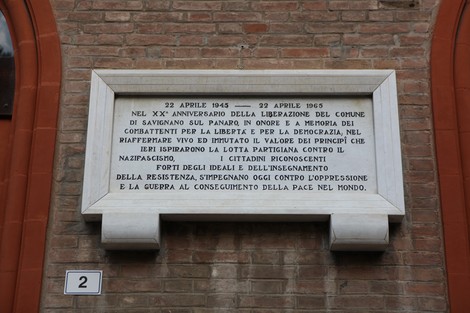 22 APRILE 1945 — 22 APRILE 1965
NEL XX° ANNIVERSARIO DELLA LIBERAZIONE DEL COMUNE
DI SAVIGNANO SUL PANARO, IN ONORE E A MEMORIA DEI
COMBATTENTI PER LA LIBERTA' E PER LA DEMOCRAZIA, NEL
RIAFFERMARE VIVO ED IMMUTATO IL VALORE DEI PRINCIPÎ CHE
IERI ISPIRARONO LA LOTTA PARTIGIANA CONTRO IL
NAZIFASCISMO, I CITTADINI RICONOSCENTI
FORTI DEGLI IDEALI E DELL'INSEGNAMENTO
DELLA RESISTENZA, S'IMPEGNANO OGGI CONTRO L'OPPRESSIONE
E LA GUERRA AL CONSEGUIMENTO DELLA PACE NEL MONDO.
2